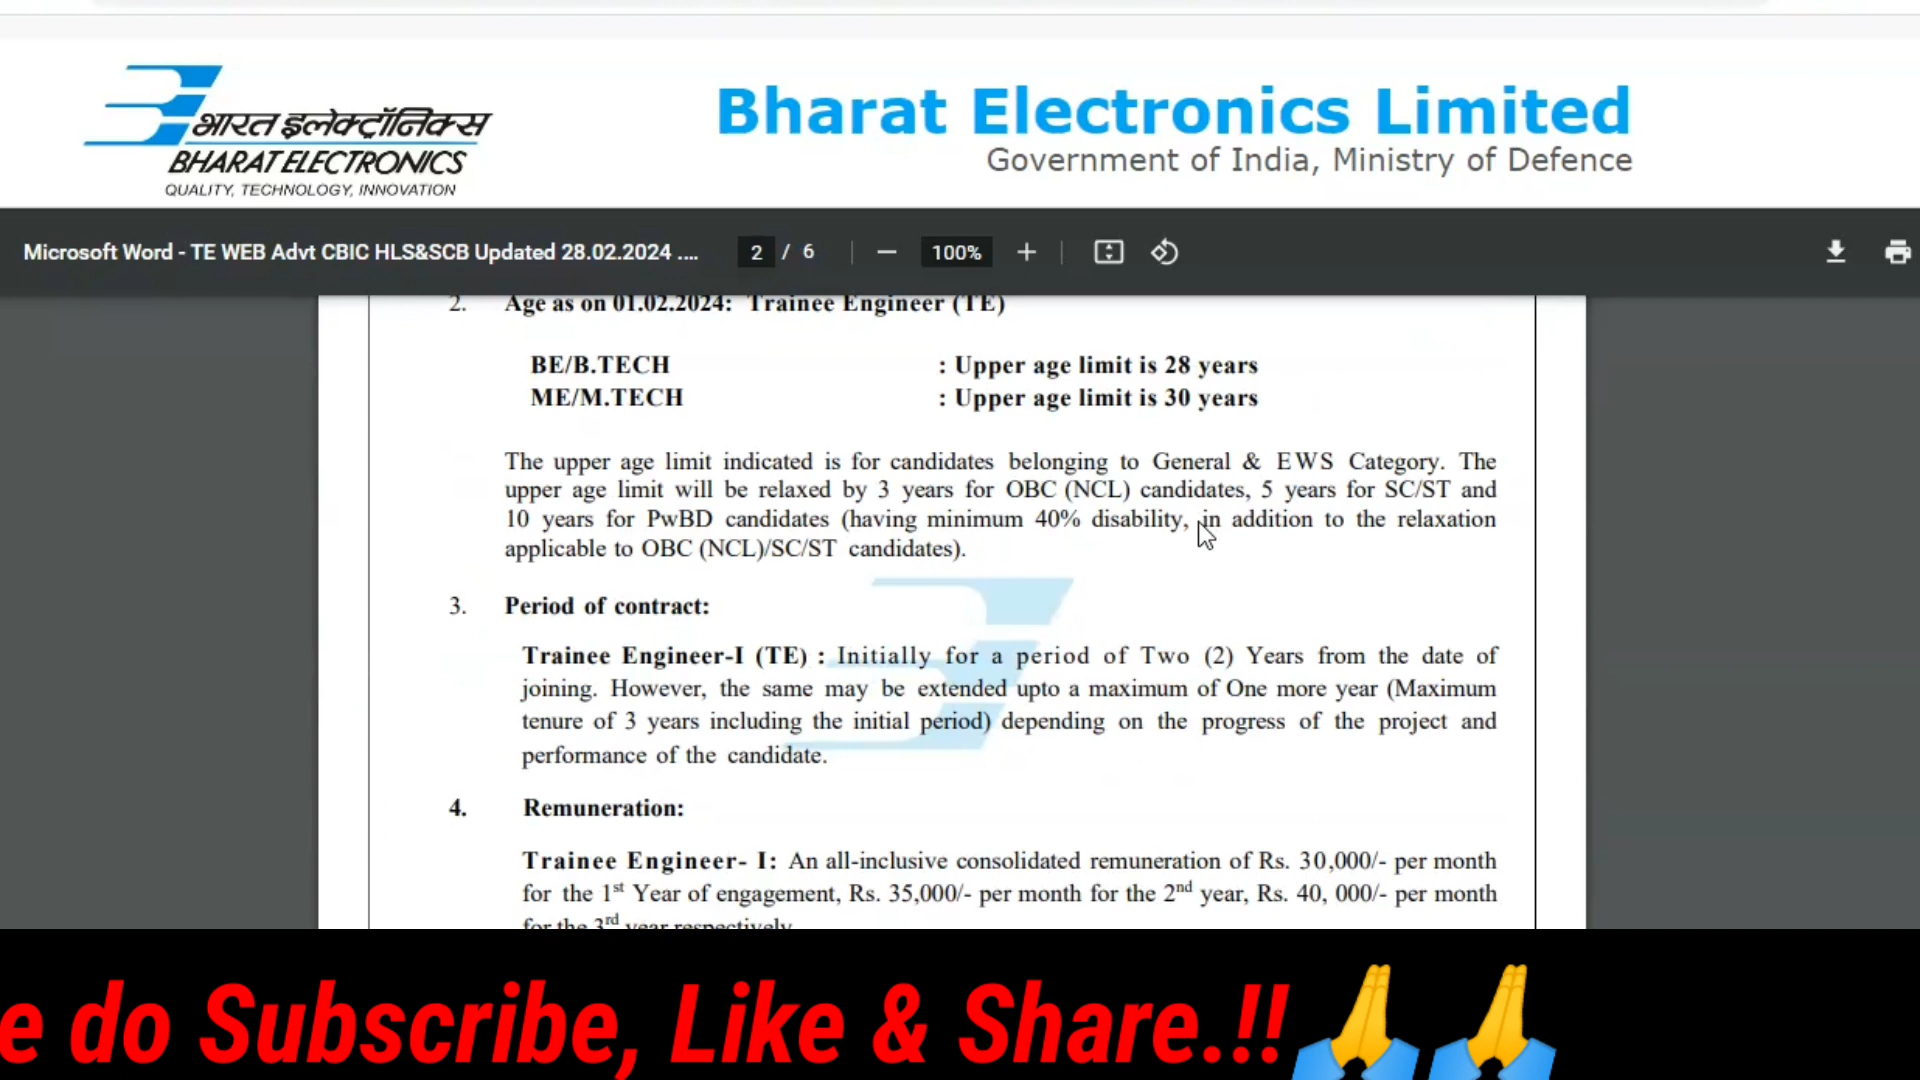 भारत इलेक्ट्रॉनिक्स
BHARAT ELECTRONICS
QUALITY, TECHNOLOGY, INNOVATION
Bharat Electronics Limited
Government of India, Ministry of Defence
Microsoft Word - TE WEB Advt CBIC HLS&SCB Updated 28.02.2024 .... 2 / 6 100%
2. Age as on 01.02.2024: Trainee Engineer (TE)
BE/B.TECH : Upper age limit is 28 years
ME/M.TECH : Upper age limit is 30 years
The upper age limit indicated is for candidates belonging to General & EWS Category. The
upper age limit will be relaxed by 3 years for OBC (NCL) candidates, 5 years for SC/ST and
10 years for PwBD candidates (having minimum 40% disability, in addition to the relaxation
applicable to OBC (NCL)/SC/ST candidates).
3. Period of contract:
Trainee Engineer-I (TE) : Initially for a period of Two (2) Years from the date of
joining. However, the same may be extended upto a maximum of One more year (Maximum
tenure of 3 years including the initial period) depending on the progress of the project and
performance of the candidate.
4. Remuneration:
Trainee Engineer- I: An all-inclusive consolidated remuneration of Rs. 30,000/- per month
for the 1st Year of engagement, Rs. 35,000/- per month for the 2nd year, Rs. 40, 000/- per month
for the 3rd year respectively
e do Subscribe, Like & Share.!!🙏🙏